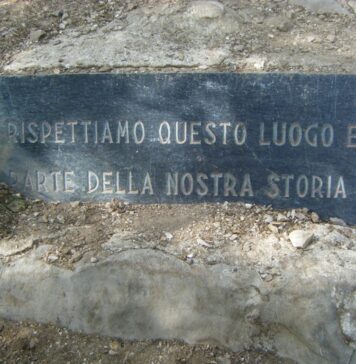 RISPETTIAMO QUESTO LUOGO E
PARTE DELLA NOSTRA STORIA